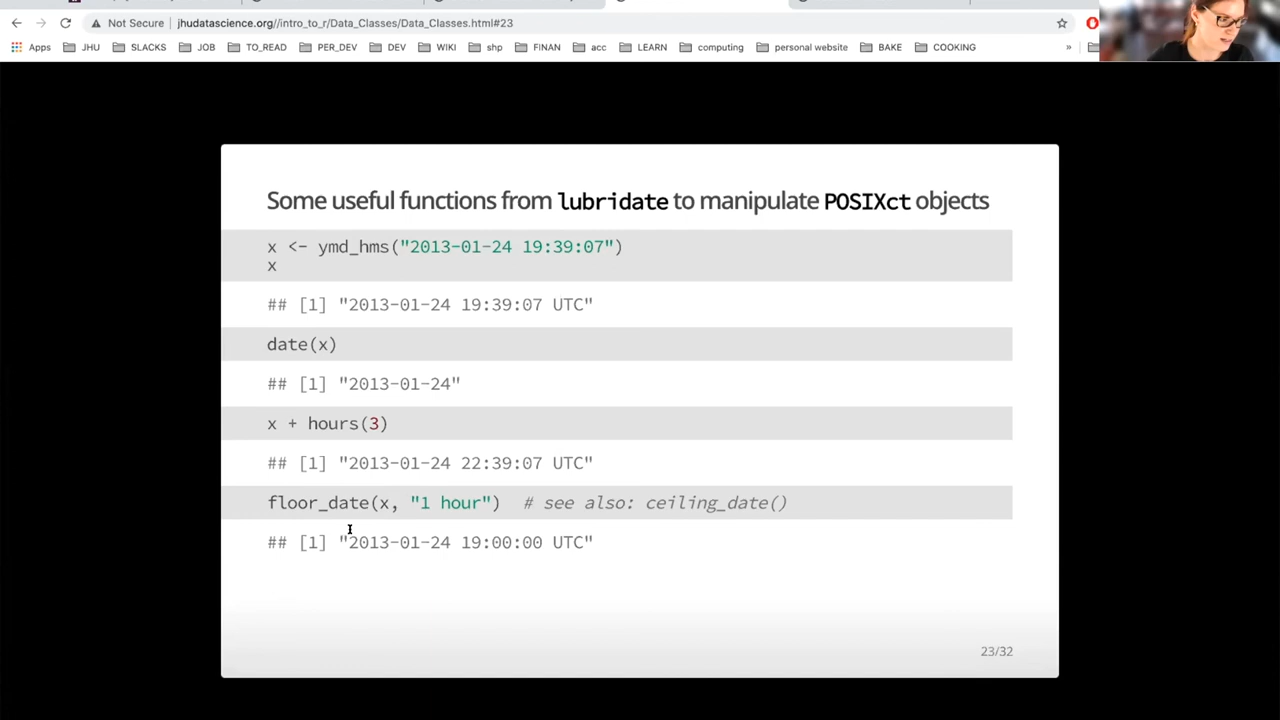 Not Secure | jhudatascience.org//intro_to_r/Data_Classes/Data_Classes.html#23
Apps JHU SLACKS JOB TO_READ PER_DEV DEV WIKI shp FINAN acc LEARN computing personal website BAKE COOKING »
Some useful functions from lubridate to manipulate POSIXct objects
x <- ymd_hms("2013-01-24 19:39:07")
x
## [1] "2013-01-24 19:39:07 UTC"
date(x)
## [1] "2013-01-24"
x + hours(3)
## [1] "2013-01-24 22:39:07 UTC"
floor_date(x, "1 hour") # see also: ceiling_date()
## [1] "2013-01-24 19:00:00 UTC"
23/32